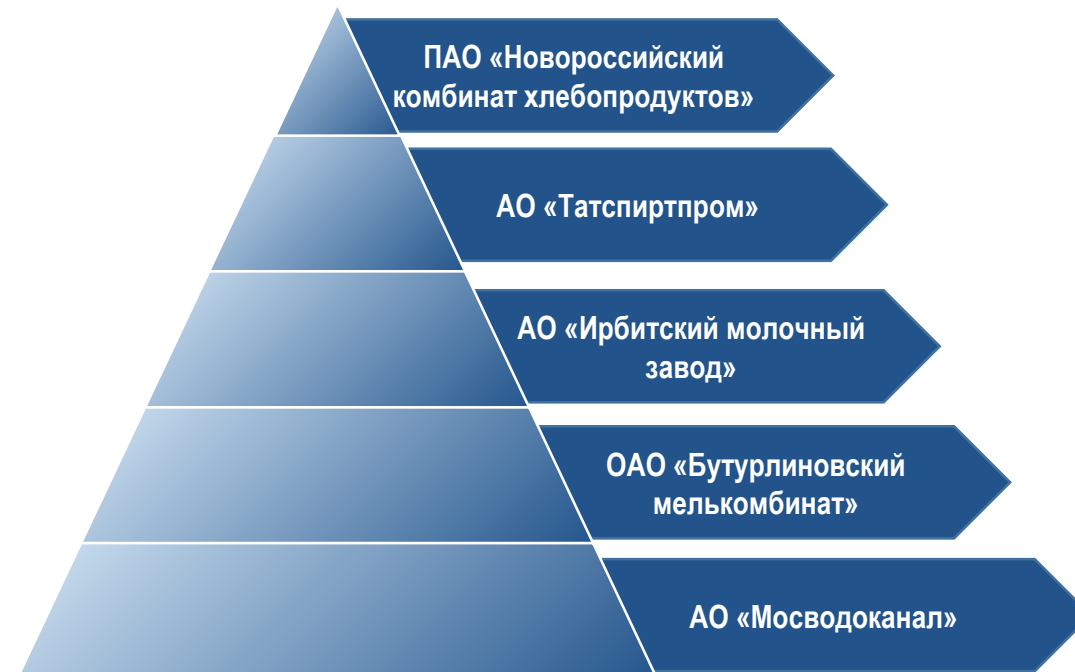 ПАО «Новороссийский
комбинат хлебопродуктов»
АО «Татспиртпром»
АО «Ирбитский молочный
завод»
ОАО «Бутурлиновский
мелькомбинат»
АО «Мосводоканал»